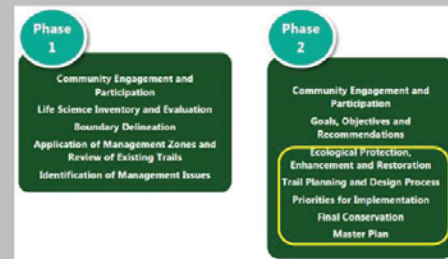 Phase
1
Community Engagement and
Participation
Life Science Inventory and Evaluation
Boundary Delineation
Application of Management Zones and
Review of Existing Trails
Identification of Management Issues
Phase
2
Community Engagement and
Participation
Goals, Objectives and
Recommendations
Ecological Protection,
Enhancement and Restoration
Trail Planning and Design Process
Priorities for Implementation
Final Conservation
Master Plan